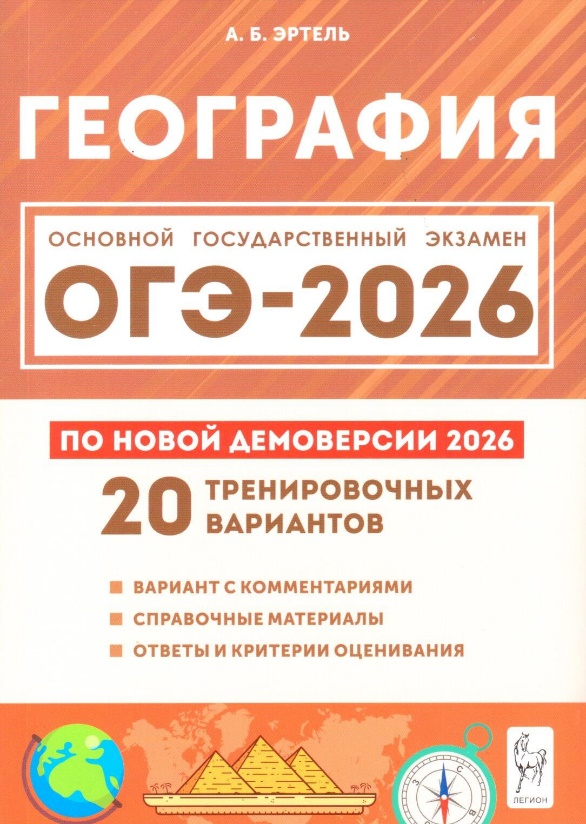 А. Б. ЭРТЕЛЬ
ГЕОГРАФИЯ
ОСНОВНОЙ ГОСУДАРСТВЕННЫЙ ЭКЗАМЕН
ОГЭ-2026
ПО НОВОЙ ДЕМОВЕРСИИ 2026
20 ТРЕНИРОВОЧНЫХ
ВАРИАНТОВ
ВАРИАНТ С КОММЕНТАРИЯМИ
СПРАВОЧНЫЕ МАТЕРИАЛЫ
ОТВЕТЫ И КРИТЕРИИ ОЦЕНИВАНИЯ
С
ЛЕГИОН